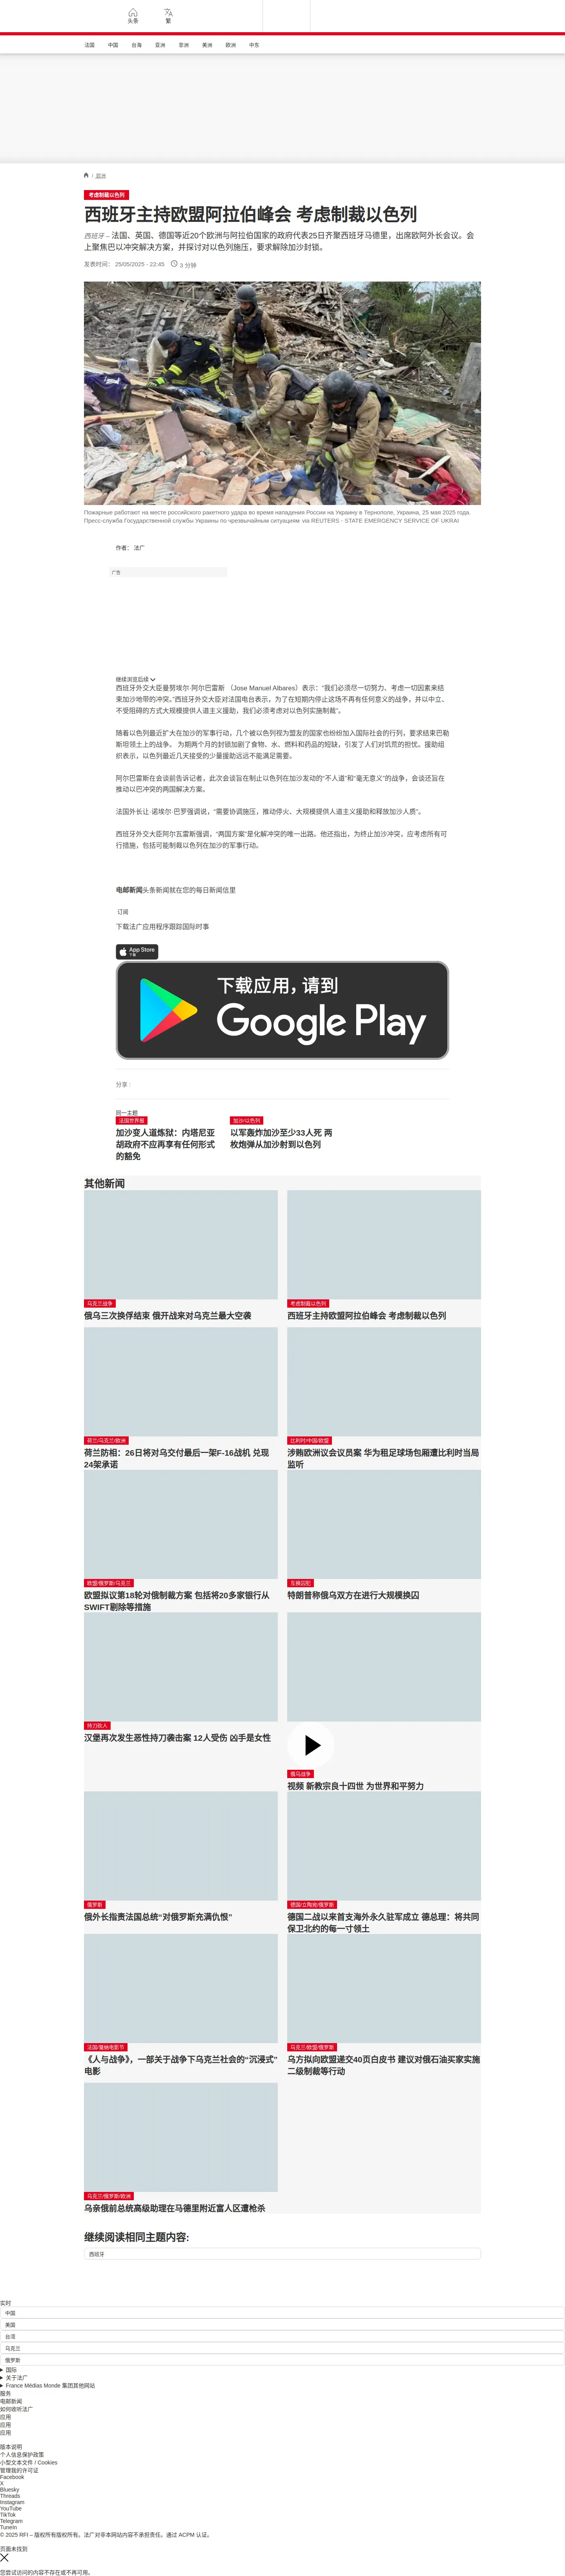 头条
繁
法国
中国
台海
亚洲
非洲
美洲
欧洲
中东
/ 欧洲
考虑制裁以色列
西班牙主持欧盟阿拉伯峰会 考虑制裁以色列
西班牙 – 法国、英国、德国等近20个欧洲与阿拉伯国家的政府代表25日齐聚西班牙马德里，出席欧阿外长会议。会
上聚焦巴以冲突解决方案，并探讨对以色列施压，要求解除加沙封锁。
发表时间： 25/05/2025 - 22:45
3 分钟
Пожарные работают на месте российского ракетного удара во время нападения России на Украину в Тернополе, Украина, 25 мая 2025 года.
Пресс-служба Государственной службы Украины по чрезвычайным ситуациям via REUTERS - STATE EMERGENCY SERVICE OF UKRAI
作者： 法广
广告
继续浏览后续
西班牙外交大臣曼努埃尔·阿尔巴雷斯 （Jose Manuel Albares）表示：“我们必须尽一切努力、考虑一切因素来结
束加沙地带的冲突。”西班牙外交大臣对法国电台表示，为了在短期内停止这场不再有任何意义的战争，并以中立、
不受阻碍的方式大规模提供人道主义援助，我们必须考虑对以色列实施制裁”。
随着以色列最近扩大在加沙的军事行动，几个被以色列视为盟友的国家也纷纷加入国际社会的行列，要求结束巴勒
斯坦领土上的战争。 为期两个月的封锁加剧了食物、水、燃料和药品的短缺，引发了人们对饥荒的担忧。援助组
织表示，以色列最近几天接受的少量援助远远不能满足需要。
阿尔巴雷斯在会谈前告诉记者，此次会谈旨在制止以色列在加沙发动的“不人道”和“毫无意义”的战争，会谈还旨在
推动已冲突的两国解决方案。
法国外长让·诺埃尔·巴罗强调说，“需要协调施压，推动停火、大规模提供人道主义援助和释放加沙人质”。
西班牙外交大臣阿尔瓦雷斯强调，“两国方案”是化解冲突的唯一出路。他还指出，为终止加沙冲突，应考虑所有可
行措施，包括可能制裁以色列在加沙的军事行动。
电邮新闻头条新闻就在您的每日新闻信里
订阅
下载法广应用程序跟踪国际时事
App Store
下载
下载应用，请到
Google Play
分享 :
同一主题
法国世界报
加沙变人道炼狱：内塔尼亚
胡政府不应再享有任何形式
的豁免
加沙/以色列
以军轰炸加沙至少33人死 两
枚炮弹从加沙射到以色列
其他新闻
乌克兰战争
俄乌三次换俘结束 俄开战来对乌克兰最大空袭
考虑制裁以色列
西班牙主持欧盟阿拉伯峰会 考虑制裁以色列
荷兰/乌克兰/欧洲
荷兰防相：26日将对乌交付最后一架F-16战机 兑现
24架承诺
比利时/中国/欧盟
涉贿欧洲议会议员案 华为租足球场包厢遭比利时当局
监听
欧盟/俄罗斯/乌克兰
欧盟拟议第18轮对俄制裁方案 包括将20多家银行从
SWIFT剔除等措施
互换囚犯
特朗普称俄乌双方在进行大规模换囚
持刀砍人
汉堡再次发生恶性持刀袭击案 12人受伤 凶手是女性
俄乌战争
视频 新教宗良十四世 为世界和平努力
俄罗斯
俄外长指责法国总统“对俄罗斯充满仇恨”
德国/立陶宛/俄罗斯
德国二战以来首支海外永久驻军成立 德总理：将共同
保卫北约的每一寸领土
法国/戛纳电影节
《人与战争》，一部关于战争下乌克兰社会的“沉浸式”
电影
乌克兰/欧盟/俄罗斯
乌方拟向欧盟递交40页白皮书 建议对俄石油买家实施
二级制裁等行动
乌克兰/俄罗斯/欧洲
乌亲俄前总统高级助理在马德里附近富人区遭枪杀
继续阅读相同主题内容:
西班牙
实时
中国
美国
台湾
乌克兰
俄罗斯
国际
关于法广
France Médias Monde 集团其他网站
服务
电邮新闻
如何收听法广
应用
应用
应用
版本说明
个人信息保护政策
小型文本文件 / Cookies
管理我的许可证
Facebook
X
Bluesky
Threads
Instagram
YouTube
TikTok
Telegram
TuneIn
© 2025 RFI – 版权所有版权所有。法广对非本网站内容不承担责任。通过 ACPM 认证。
页面未找到
您尝试访问的内容不存在或不再可用。